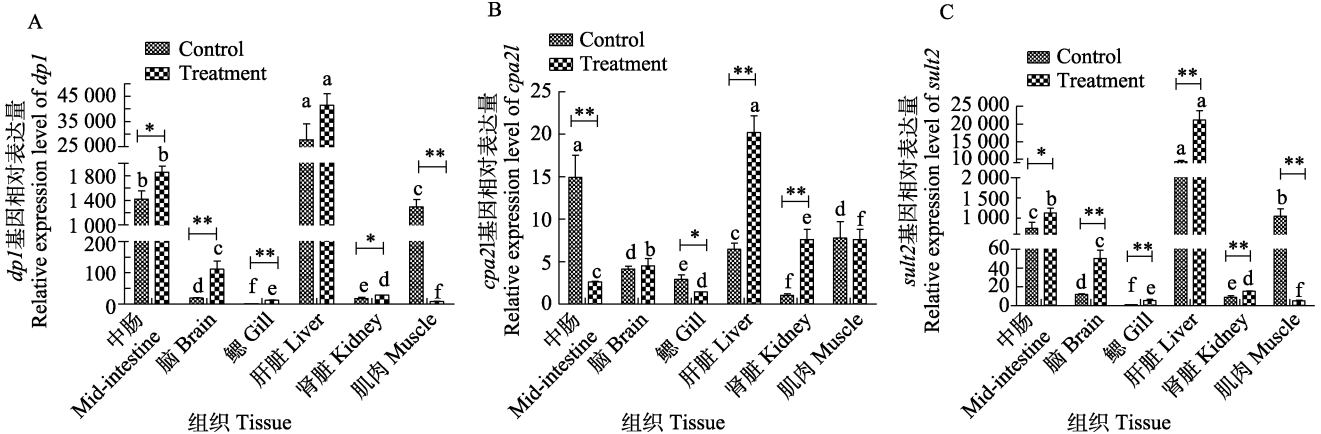 A
Control
Treatment
dp1基因相对表达量
Relative expression level of dp1
45 000
35 000
25 000
1 800
1 400
1 000
200
100
0
b
*
b
d
**
c
f
**
e
a
a
d
*
d
c
**
f
中肠
Mid-intestine
脑 Brain
鳃 Gill
肝脏 Liver
肾脏 Kidney
肌肉 Muscle
组织 Tissue
B
Control
Treatment
cpa2l基因相对表达量
Relative expression level of cpa2l
25
20
15
10
5
0
a
**
c
d
b
e
*
d
c
**
a
f
**
e
d
f
中肠
Mid-intestine
脑 Brain
鳃 Gill
肝脏 Liver
肾脏 Kidney
肌肉 Muscle
组织 Tissue
C
Control
Treatment
sult2基因相对表达量
Relative expression level of sult2
25 000
20 000
15 000
10 000
2 000
1 500
1 000
60
40
20
0
c
*
b
d
**
c
f
**
e
a
**
a
e
**
d
b
**
f
中肠
Mid-intestine
脑 Brain
鳃 Gill
肝脏 Liver
肾脏 Kidney
肌肉 Muscle
组织 Tissue